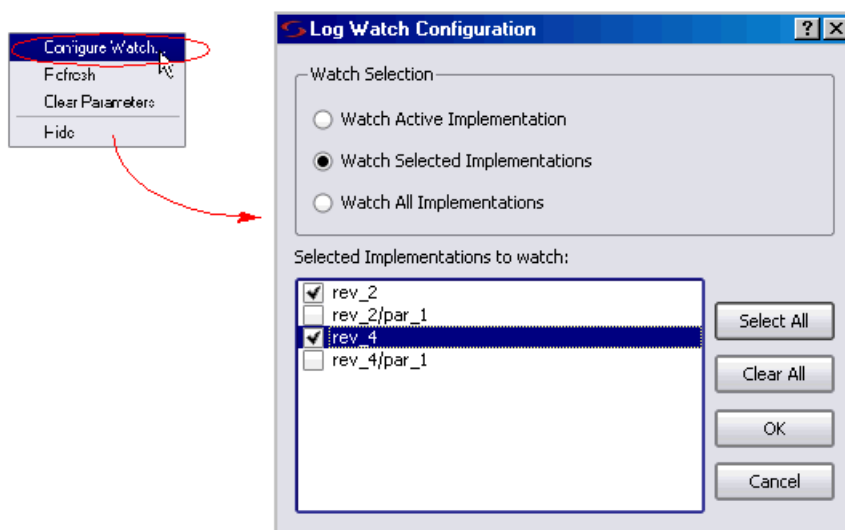 Configure Watch...
Refresh
Clear Parameters
Hide
Log Watch Configuration
Watch Selection
Watch Active Implementation
Watch Selected Implementations
Watch All Implementations
Selected Implementations to watch:
rev_2
rev_2/par_1
rev_4
rev_4/par_1
Select All
Clear All
OK
Cancel